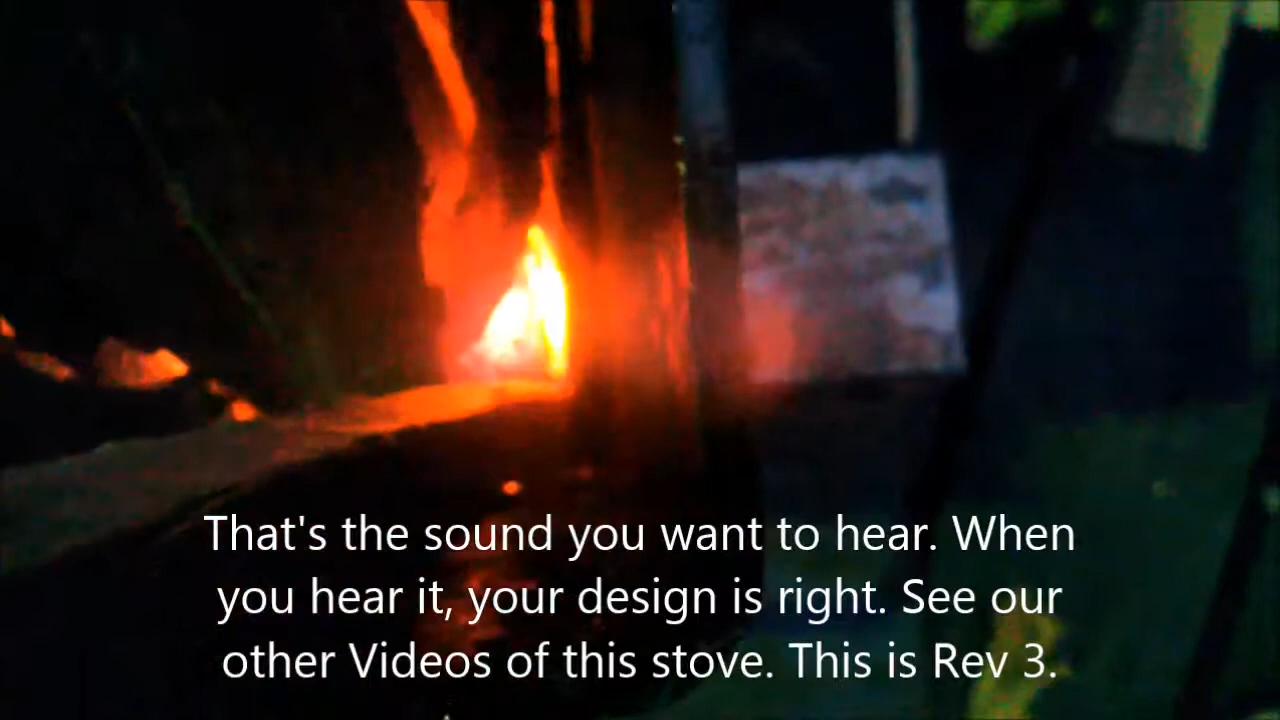 That's the sound you want to hear. When
you hear it, your design is right. See our
other Videos of this stove. This is Rev 3.